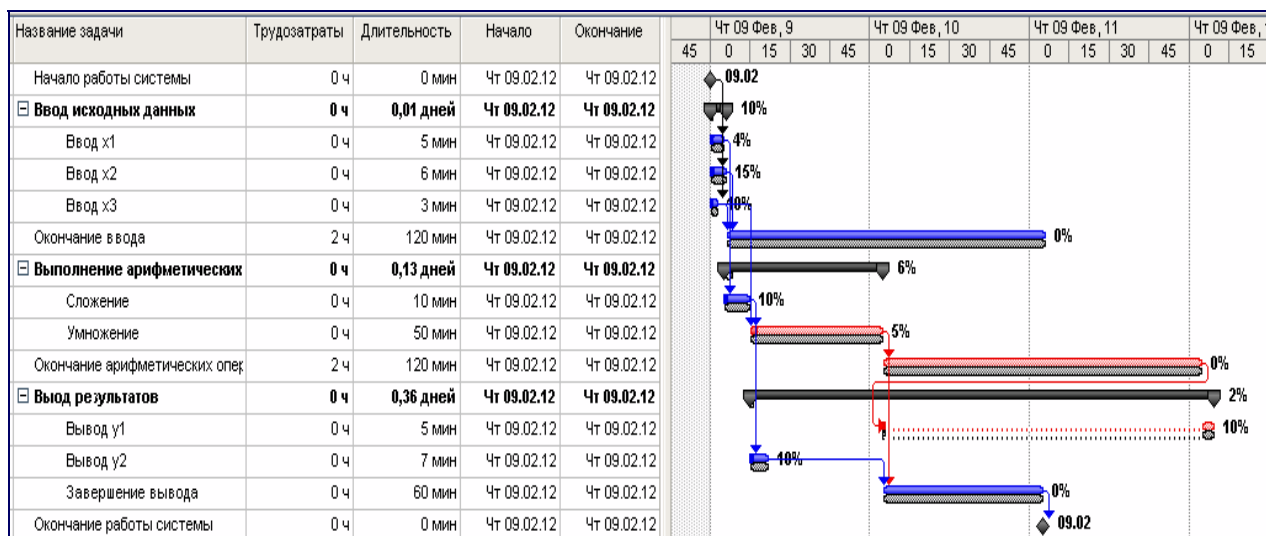 Название задачи Трудозатраты Длительность Начало Окончание Чт 09 Фев, 9 Чт 09 Фев, 10 Чт 09 Фев, 11 Чт 09 Фев,
45 0 15 30 45 0 15 30 45 0 15 30 45 0 15
Начало работы системы 0 ч 0 мин Чт 09.02.12 Чт 09.02.12 09.02
Ввод исходных данных 0 ч 0,01 дней Чт 09.02.12 Чт 09.02.12 10%
Ввод x1 0 ч 5 мин Чт 09.02.12 Чт 09.02.12 4%
Ввод x2 0 ч 6 мин Чт 09.02.12 Чт 09.02.12 15%
Ввод x3 0 ч 3 мин Чт 09.02.12 Чт 09.02.12 10%
Окончание ввода 2 ч 120 мин Чт 09.02.12 Чт 09.02.12 0%
Выполнение арифметических 0 ч 0,13 дней Чт 09.02.12 Чт 09.02.12 6%
Сложение 0 ч 10 мин Чт 09.02.12 Чт 09.02.12 10%
Умножение 0 ч 50 мин Чт 09.02.12 Чт 09.02.12 5%
Окончание арифметических опер 2 ч 120 мин Чт 09.02.12 Чт 09.02.12 0%
Выод результатов 0 ч 0,36 дней Чт 09.02.12 Чт 09.02.12 2%
Вывод y1 0 ч 5 мин Чт 09.02.12 Чт 09.02.12 10%
Вывод y2 0 ч 7 мин Чт 09.02.12 Чт 09.02.12 10%
Завершение вывода 0 ч 60 мин Чт 09.02.12 Чт 09.02.12 0%
Окончание работы системы 0 ч 0 мин Чт 09.02.12 Чт 09.02.12 09.02